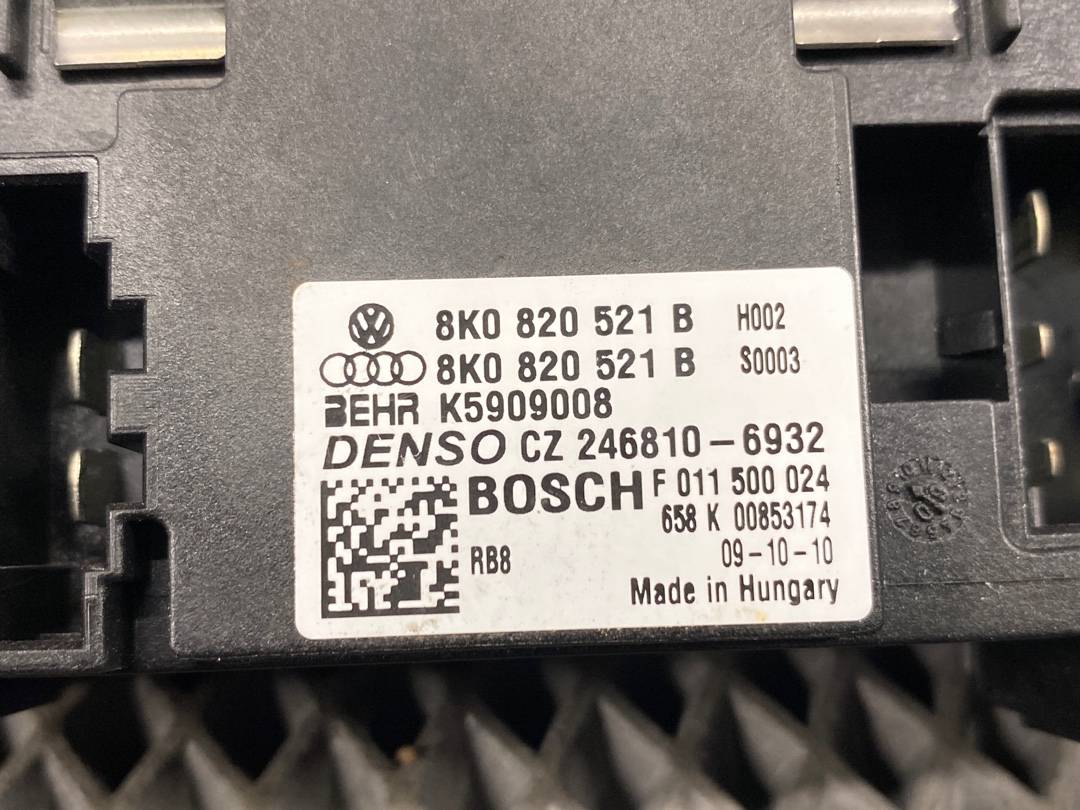 8K0 820 521 B H002
8K0 820 521 B S0003
BEHR K5909008
DENSO CZ 246810-6932
BOSCH F 011 500 024
658 K 00853174
RB8 09-10-10
Made in Hungary